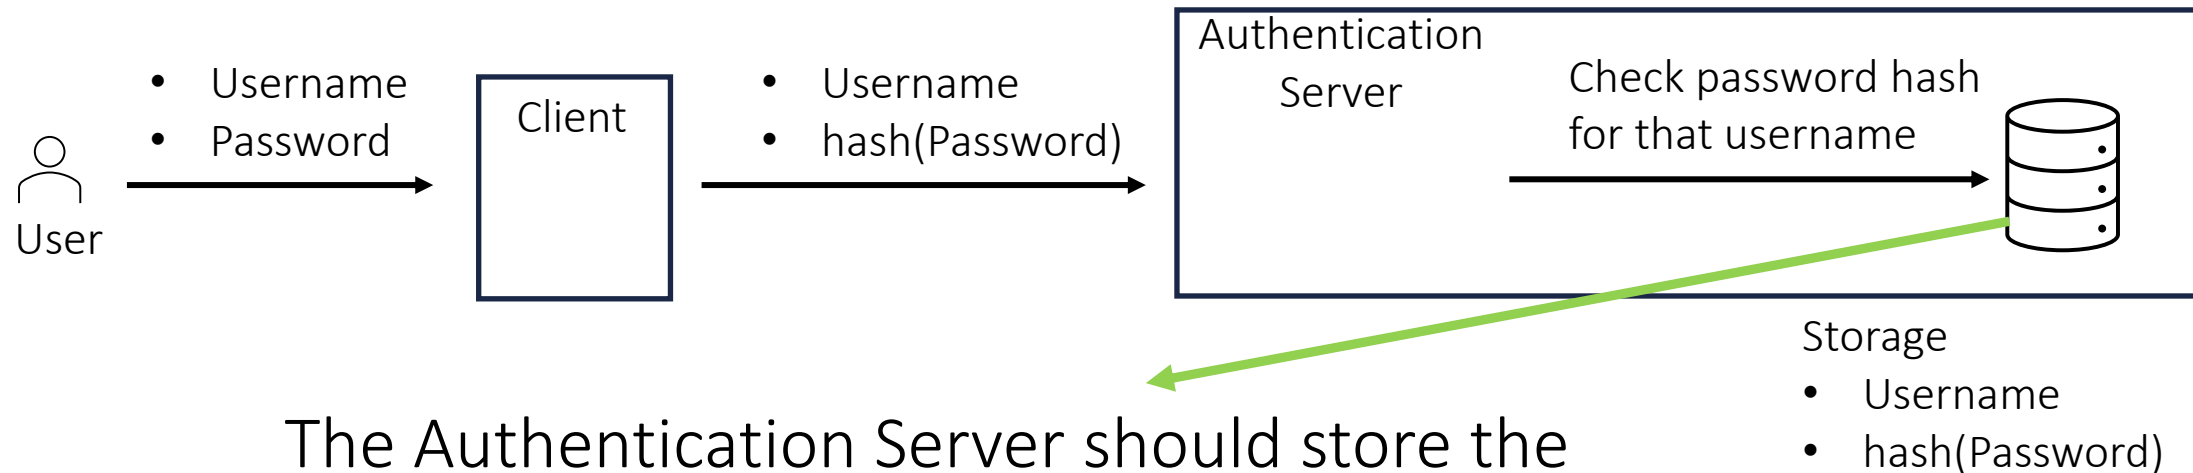 • Username
• Password
User
Client
• Username
• hash(Password)
Authentication
Server
Check password hash
for that username
Storage
• Username
• hash(Password)
The Authentication Server should store the